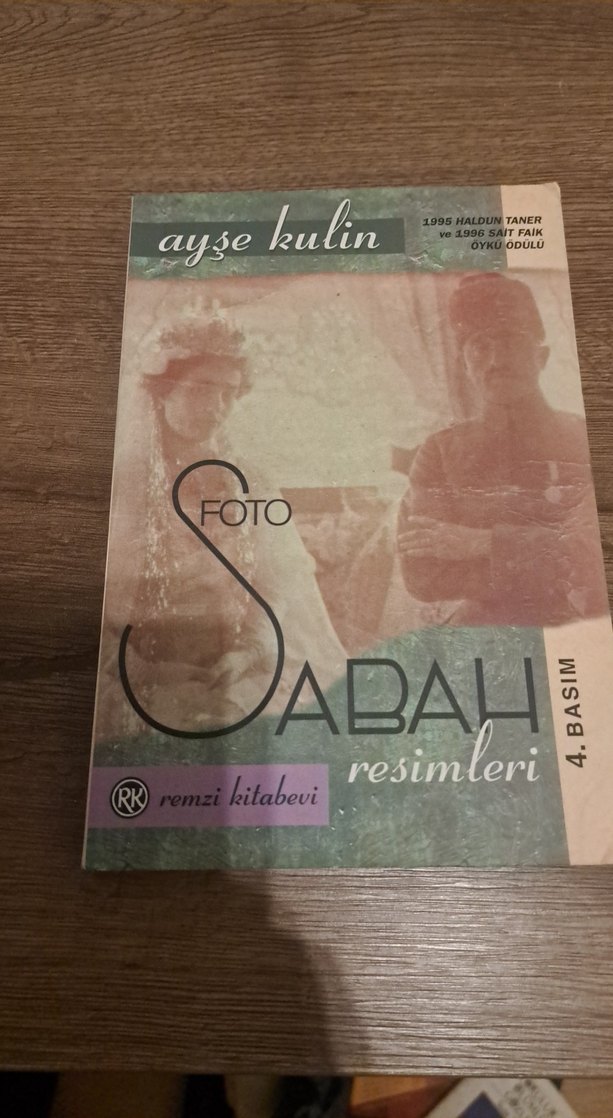 ayşe kulin
1995 HALDUN TANER
ve 1996 SAİT FAİK
ÖYKÜ ÖDÜLÜ
FOTO
SABAH
resimleri
4. BASIM
RK remzi kitabevi